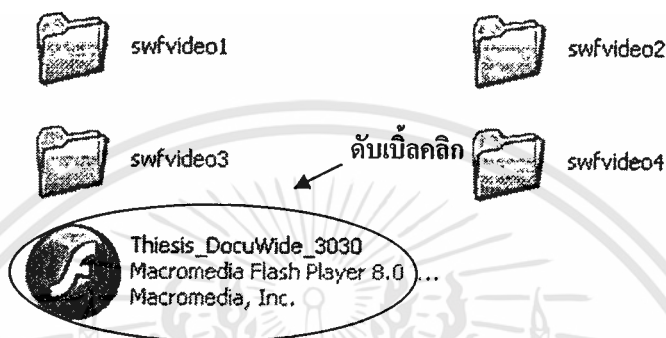 swfvideo1
swfvideo2
swfvideo3
ดับเบิ้ลคลิก
swfvideo4
Thiesis_DocuWide_3030
Macromedia Flash Player 8.0 ...
Macromedia, Inc.